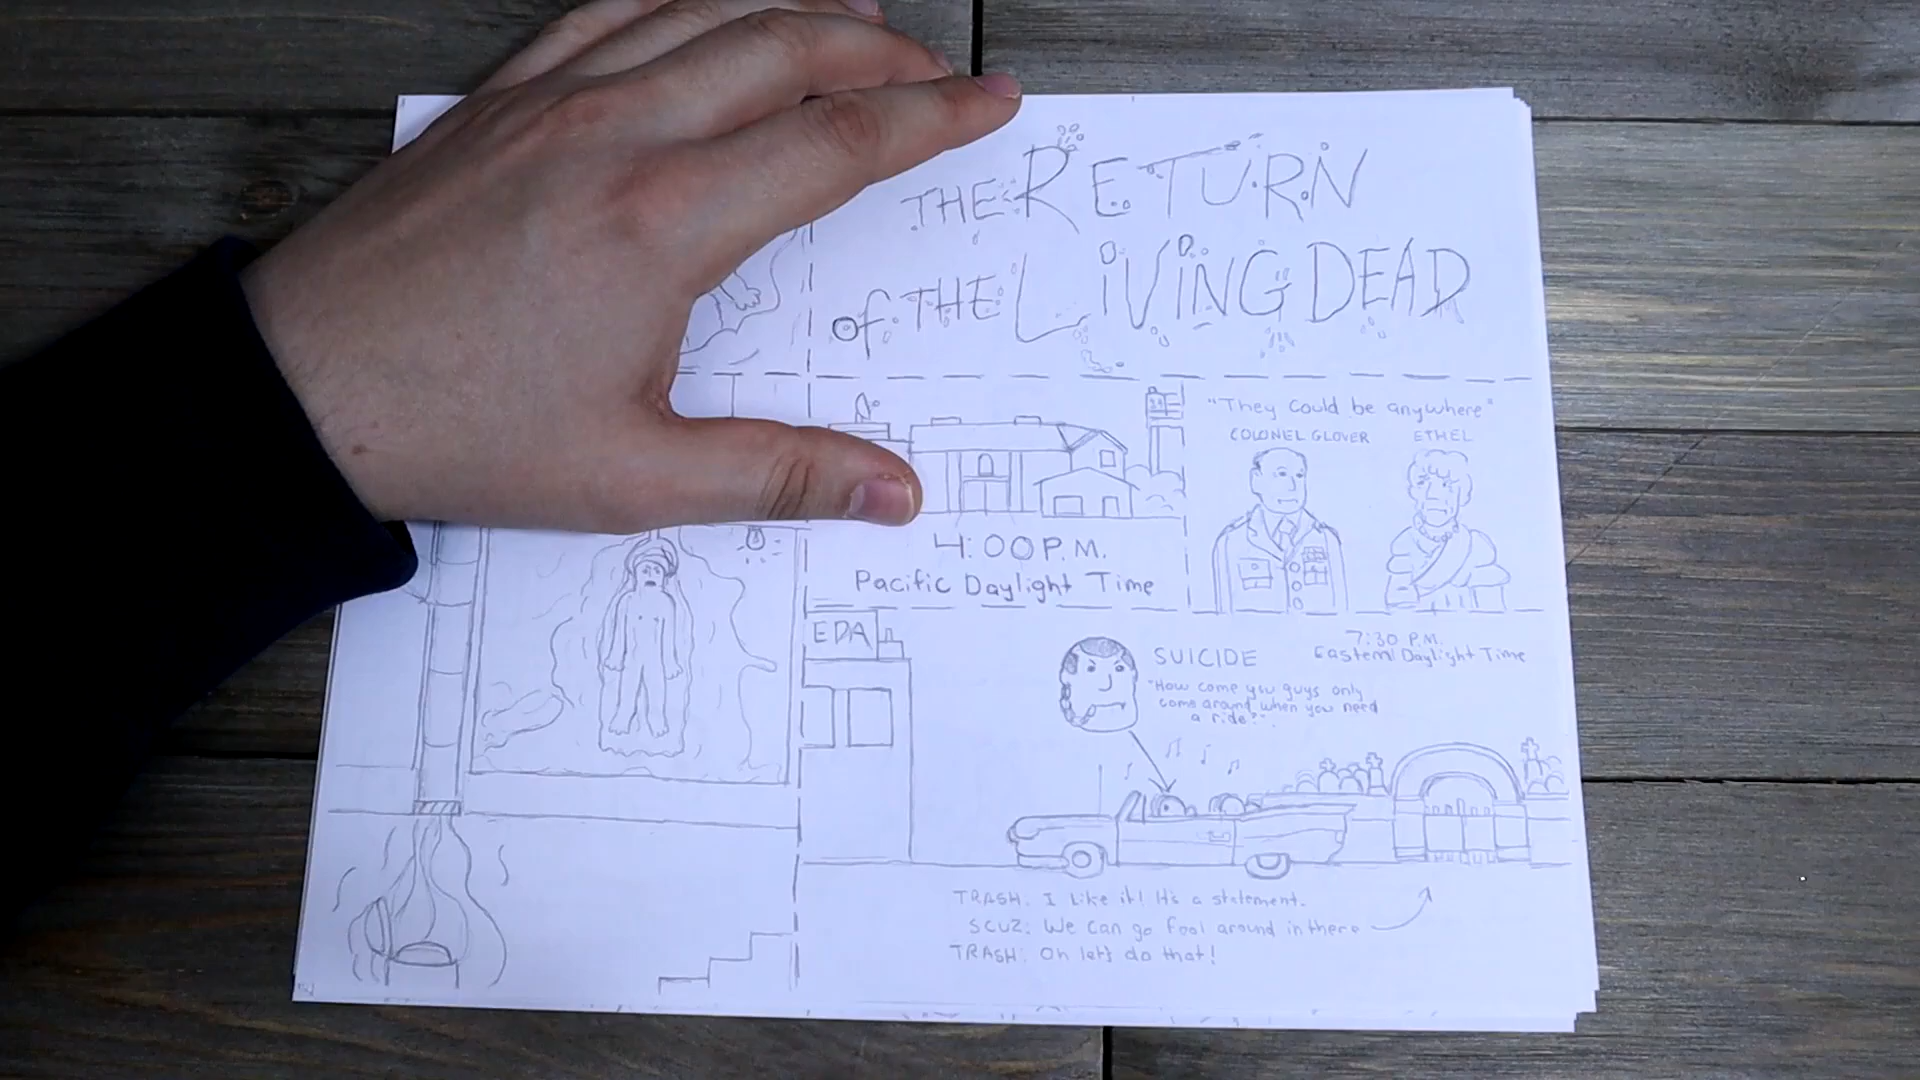 THE RETURN
of THE LIVING DEAD
4:00 P.M.
Pacific Daylight Time
"They could be anywhere"
COLONEL GLOVER
ETHEL
EDA
SUICIDE
"How come you guys only
come around when you need
a ride?"
7:30 P.M.
Eastern Daylight Time
TRASH: I Like it! It's a statement.
SCUZ: We can go fool around in there
TRASH: Oh let's do that!